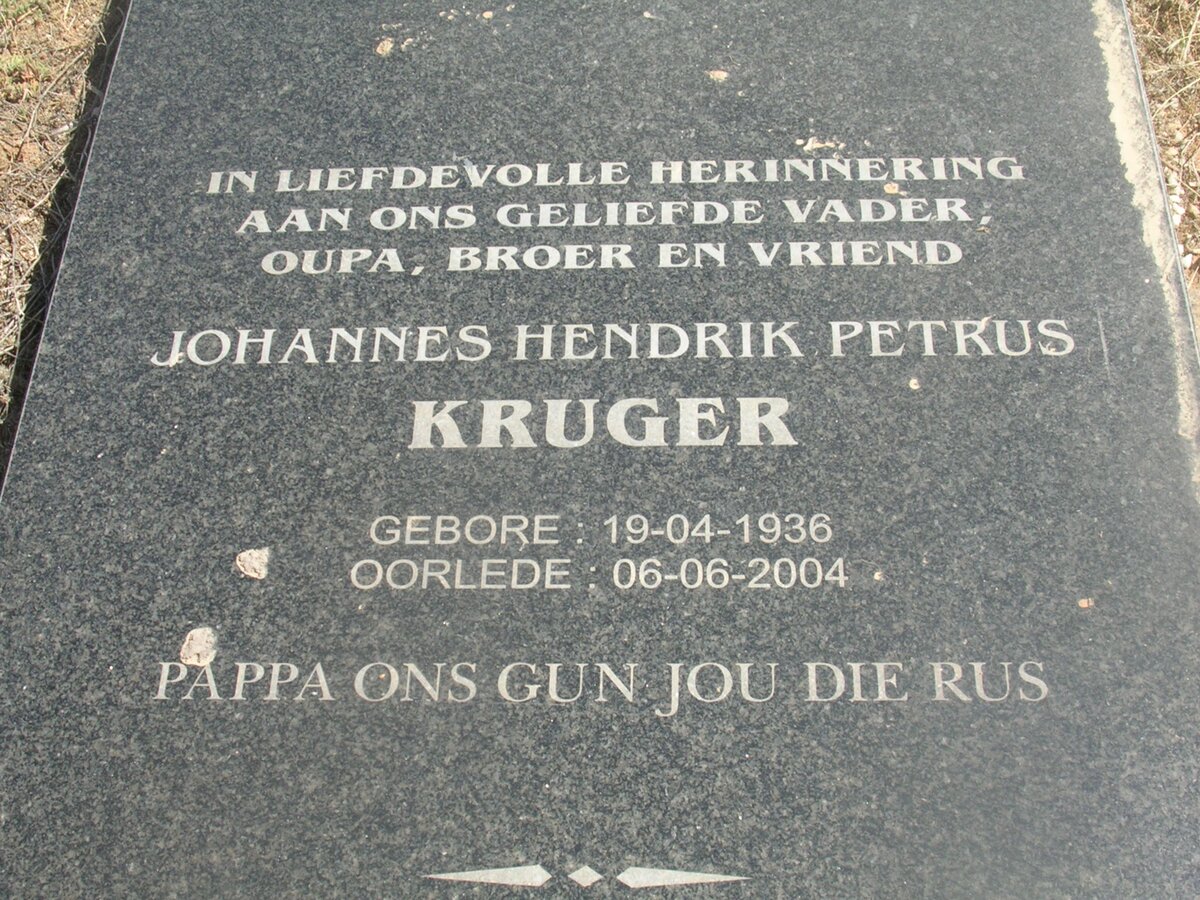 IN LIEFDEVOLLE HERINNERING
AAN ONS GELIEFDE VADER,
OUPA, BROER EN VRIEND
JOHANNES HENDRIK PETRUS
KRUGER
GEBORE : 19-04-1936
OORLEDE : 06-06-2004
PAPPA ONS GUN JOU DIE RUS